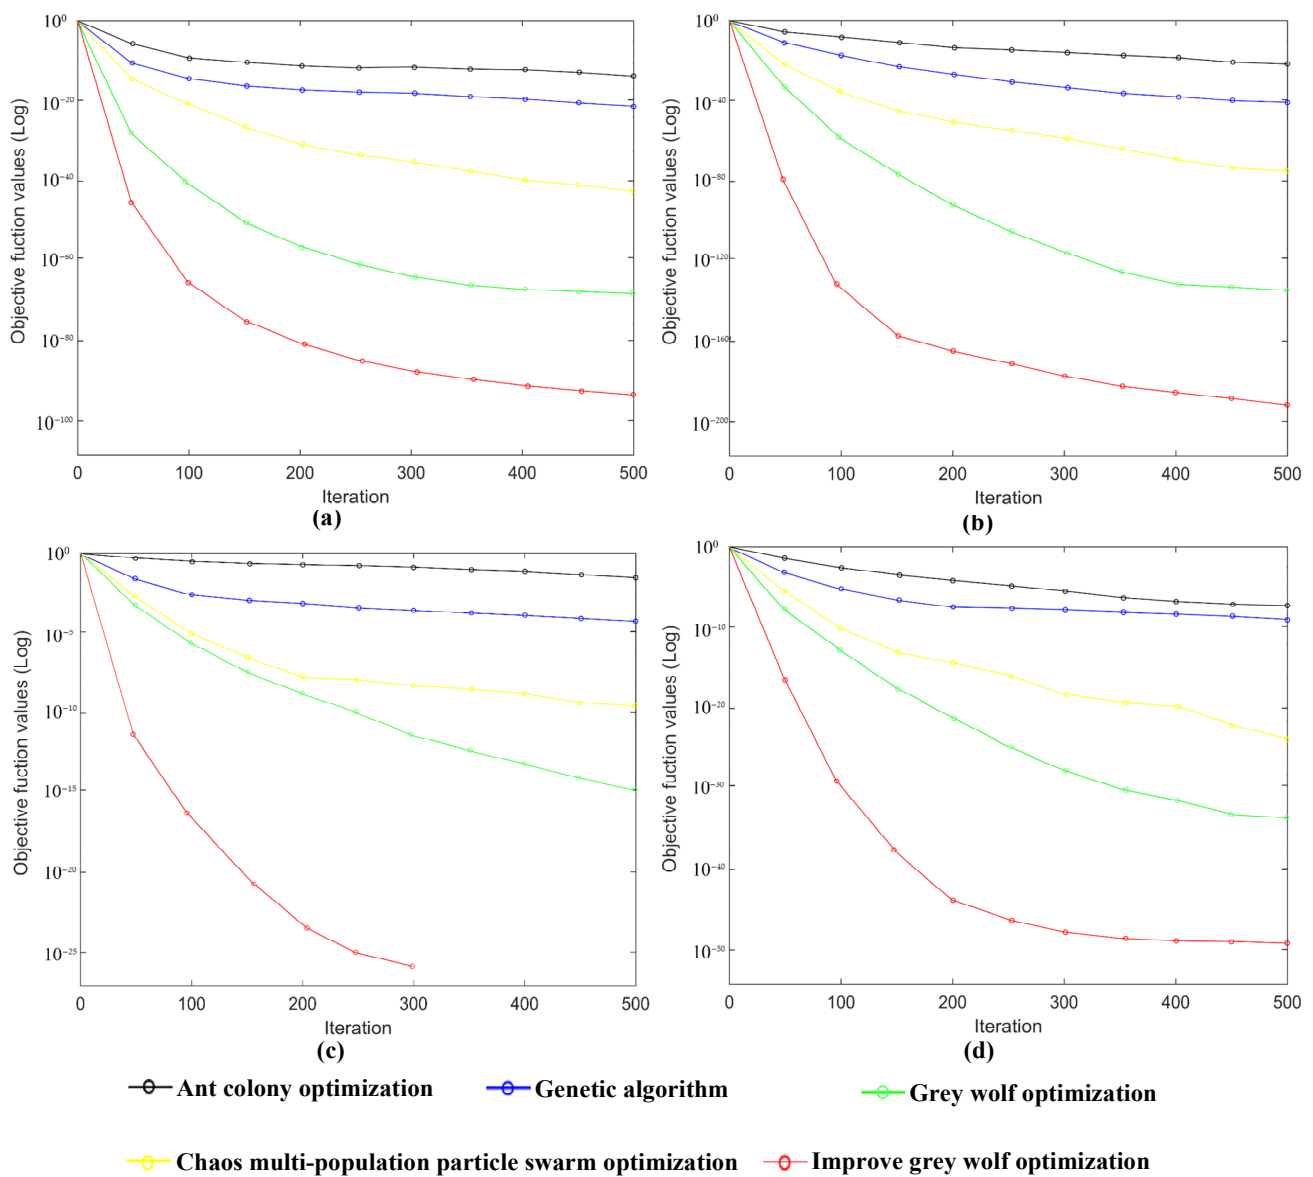 10⁰
10⁻²⁰
10⁻⁴⁰
10⁻⁶⁰
10⁻⁸⁰
10⁻¹⁰⁰
Objective fuction values (Log)
0 100 200 300 400 500
Iteration
(a)
10⁰
10⁻⁴⁰
10⁻⁸⁰
10⁻¹²⁰
10⁻¹⁶⁰
10⁻²⁰⁰
Objective fuction values (Log)
0 100 200 300 400 500
Iteration
(b)
10⁰
10⁻⁵
10⁻¹⁰
10⁻¹⁵
10⁻²⁰
10⁻²⁵
Objective fuction values (Log)
0 100 200 300 400 500
Iteration
(c)
10⁰
10⁻¹⁰
10⁻²⁰
10⁻³⁰
10⁻⁴⁰
10⁻⁵⁰
Objective fuction values (Log)
0 100 200 300 400 500
Iteration
(d)
Ant colony optimization Genetic algorithm Grey wolf optimization
Chaos multi-population particle swarm optimization Improve grey wolf optimization